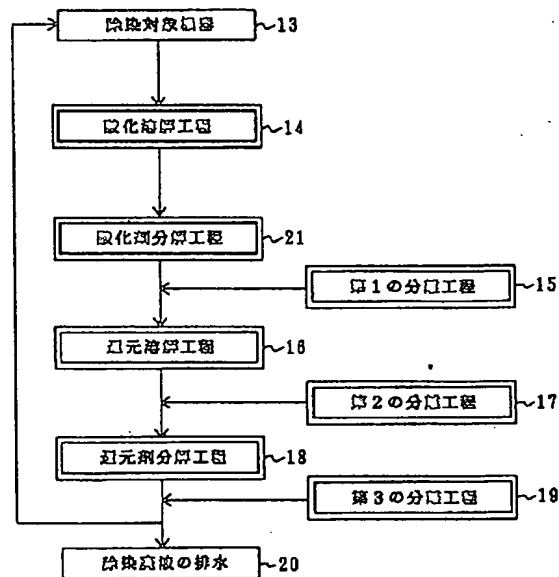 除染対象機器 13
酸化溶解工程 14
酸化剤分解工程 21
第1の分離工程 15
還元溶解工程 16
第2の分離工程 17
還元剤分解工程 18
第3の分離工程 19
除染廃液の排水 20